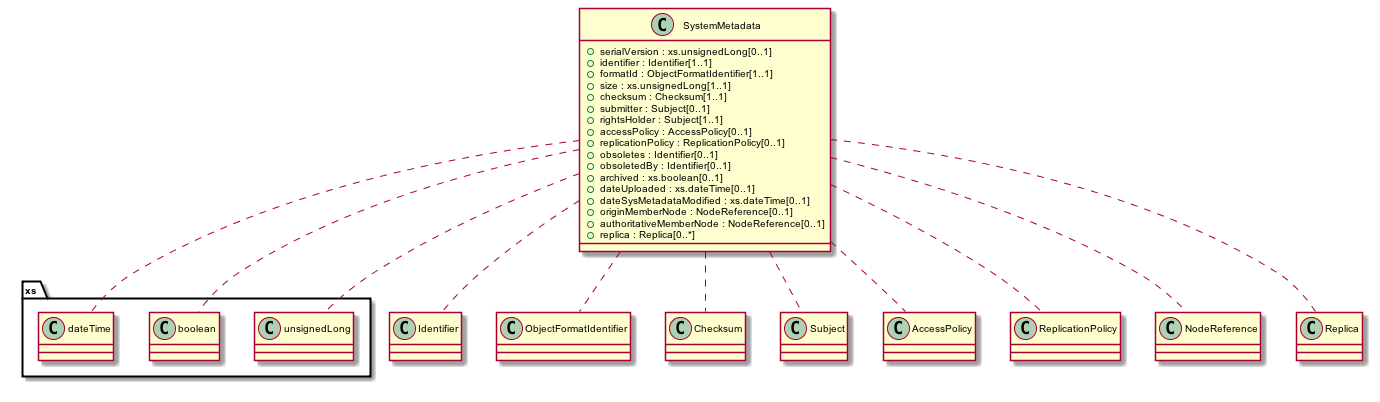 C SystemMetadata
serialVersion : xs.unsignedLong[0..1]
identifier : Identifier[1..1]
formatId : ObjectFormatIdentifier[1..1]
size : xs.unsignedLong[1..1]
checksum : Checksum[1..1]
submitter : Subject[0..1]
rightsHolder : Subject[1..1]
accessPolicy : AccessPolicy[0..1]
replicationPolicy : ReplicationPolicy[0..1]
obsoletes : Identifier[0..1]
obsoletedBy : Identifier[0..1]
archived : xs.boolean[0..1]
dateUploaded : xs.dateTime[0..1]
dateSysMetadataModified : xs.dateTime[0..1]
originMemberNode : NodeReference[0..1]
authoritativeMemberNode : NodeReference[0..1]
replica : Replica[0..*]
xs
C dateTime
C boolean
C unsignedLong
C Identifier
C ObjectFormatIdentifier
C Checksum
C Subject
C AccessPolicy
C ReplicationPolicy
C NodeReference
C Replica